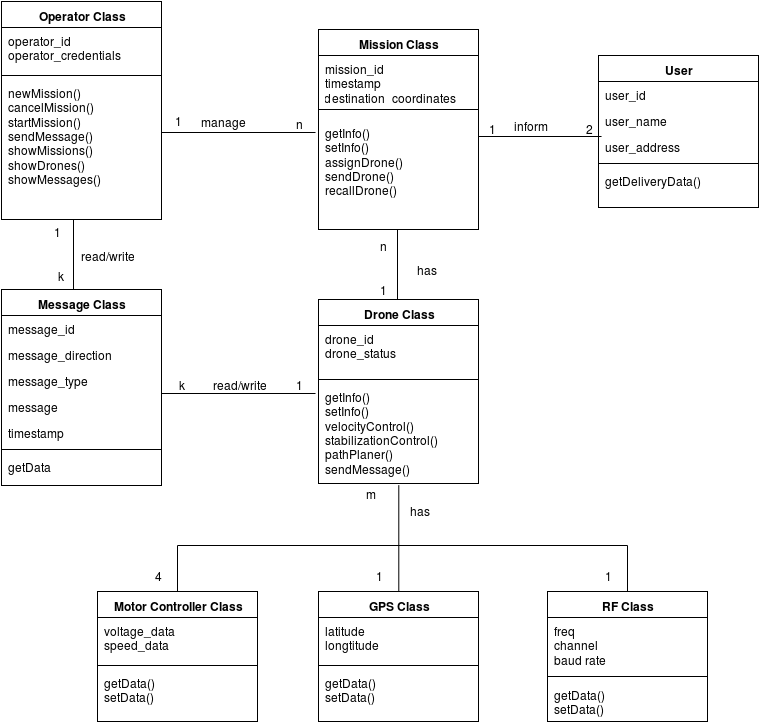 Operator Class
operator_id
operator_credentials
newMission()
cancelMission()
startMission()
sendMessage()
showMissions()
showDrones()
showMessages()
1 manage n
Mission Class
mission_id
timestamp
destination_coordinates
getInfo()
setInfo()
assignDrone()
sendDrone()
recallDrone()
1 inform 2
User
user_id
user_name
user_address
getDeliveryData()
1
read/write
k
n
has
1
Message Class
message_id
message_direction
message_type
message
timestamp
getData
k read/write 1
Drone Class
drone_id
drone_status
getInfo()
setInfo()
velocityControl()
stabilizationControl()
pathPlaner()
sendMessage()
m
has
4
1
1
Motor Controller Class
voltage_data
speed_data
getData()
setData()
GPS Class
latitude
longtitude
getData()
setData()
RF Class
freq
channel
baud rate
getData()
setData()